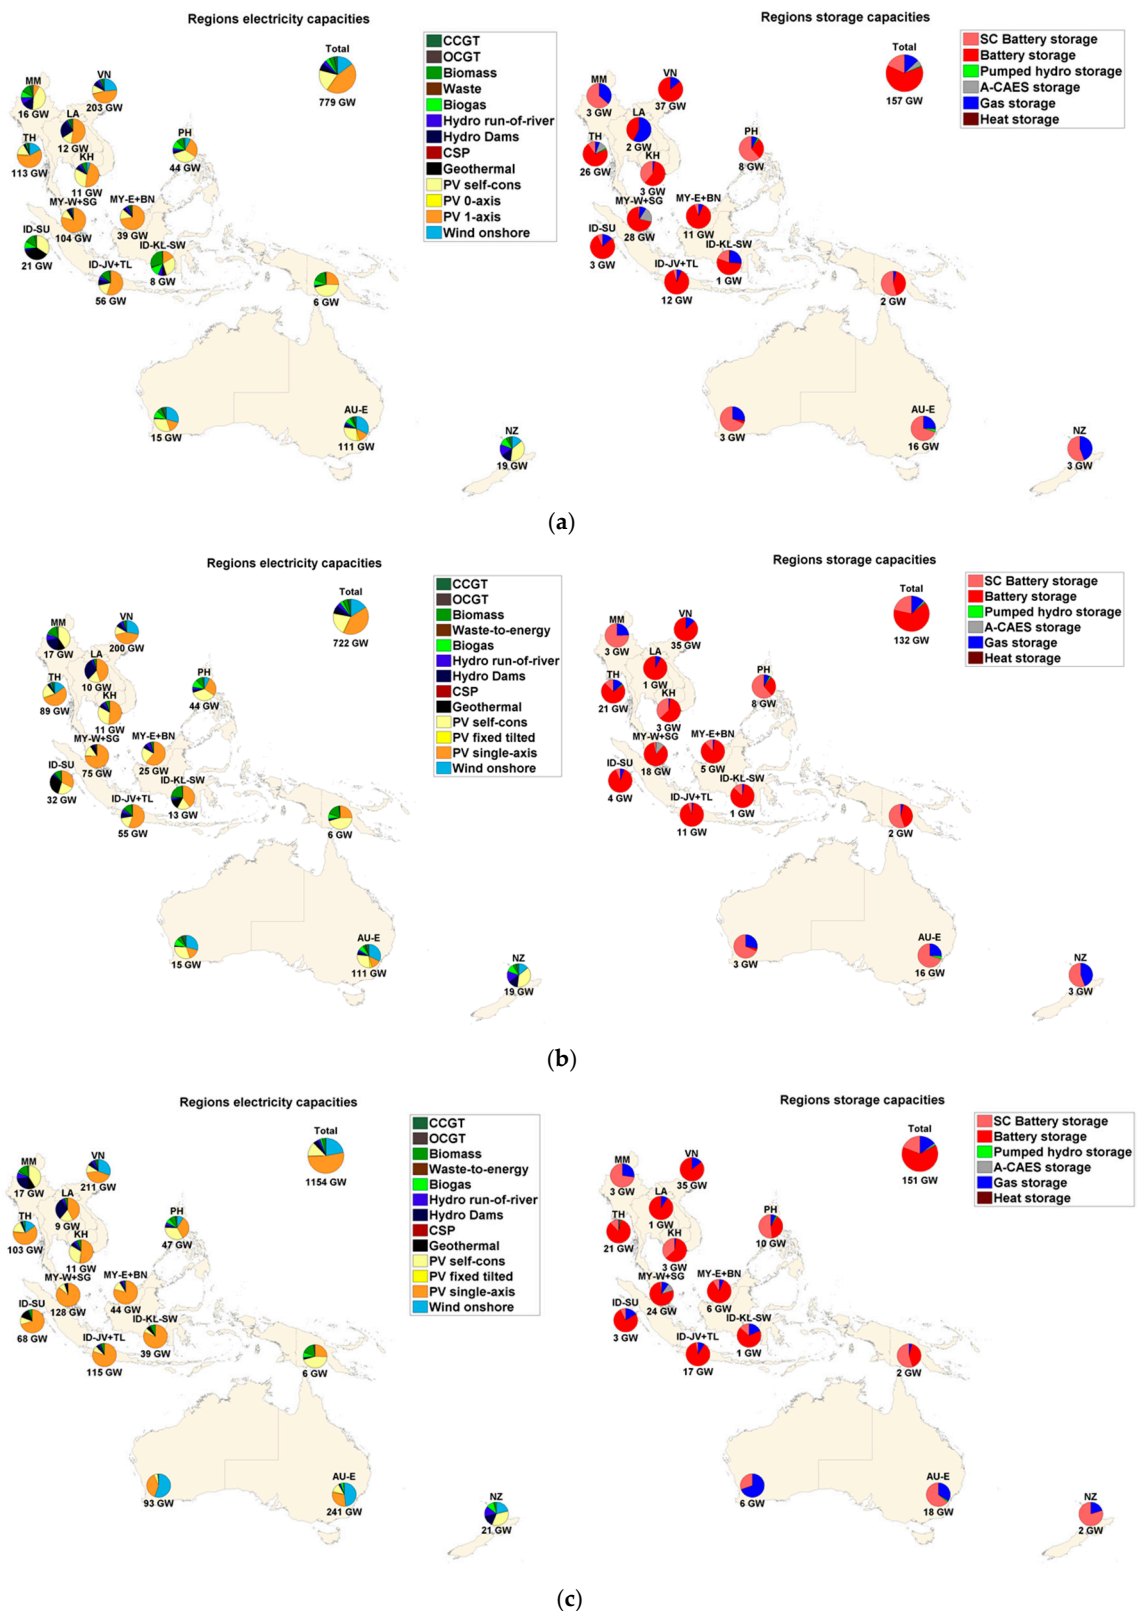 Regions electricity capacities
CCGT
OCGT
Biomass
Waste
Biogas
Hydro run-of-river
Hydro Dams
CSP
Geothermal
PV self-cons
PV 0-axis
PV 1-axis
Wind onshore
Total
779 GW
MM
16 GW
VN
203 GW
LA
12 GW
TH
113 GW
KH
11 GW
PH
44 GW
MY-W+SG
104 GW
MY-E+BN
39 GW
ID-SU
21 GW
ID-KL-SW
8 GW
ID-JV+TL
56 GW
6 GW
15 GW
AU-E
111 GW
NZ
19 GW
Regions storage capacities
SC Battery storage
Battery storage
Pumped hydro storage
A-CAES storage
Gas storage
Heat storage
Total
157 GW
MM
3 GW
VN
37 GW
LA
2 GW
TH
26 GW
KH
3 GW
PH
8 GW
MY-W+SG
28 GW
MY-E+BN
11 GW
ID-SU
3 GW
ID-KL-SW
1 GW
ID-JV+TL
12 GW
2 GW
3 GW
AU-E
16 GW
NZ
3 GW
(a)
Regions electricity capacities
CCGT
OCGT
Biomass
Waste-to-energy
Biogas
Hydro run-of-river
Hydro Dams
CSP
Geothermal
PV self-cons
PV fixed tilted
PV single-axis
Wind onshore
Total
722 GW
MM
17 GW
VN
200 GW
LA
10 GW
TH
89 GW
KH
11 GW
PH
44 GW
MY-W+SG
75 GW
MY-E+BN
25 GW
ID-SU
32 GW
ID-KL-SW
13 GW
ID-JV+TL
55 GW
6 GW
15 GW
AU-E
111 GW
NZ
19 GW
Regions storage capacities
SC Battery storage
Battery storage
Pumped hydro storage
A-CAES storage
Gas storage
Heat storage
Total
132 GW
MM
3 GW
VN
35 GW
LA
1 GW
TH
21 GW
KH
3 GW
PH
8 GW
MY-W+SG
18 GW
MY-E+BN
5 GW
ID-SU
4 GW
ID-KL-SW
1 GW
ID-JV+TL
11 GW
2 GW
3 GW
AU-E
16 GW
NZ
3 GW
(b)
Regions electricity capacities
CCGT
OCGT
Biomass
Waste-to-energy
Biogas
Hydro run-of-river
Hydro Dams
CSP
Geothermal
PV self-cons
PV fixed tilted
PV single-axis
Wind onshore
Total
1154 GW
MM
17 GW
VN
211 GW
LA
9 GW
TH
103 GW
KH
11 GW
PH
47 GW
MY-W+SG
128 GW
MY-E+BN
44 GW
ID-SU
68 GW
ID-KL-SW
39 GW
ID-JV+TL
115 GW
6 GW
93 GW
AU-E
241 GW
NZ
21 GW
Regions storage capacities
SC Battery storage
Battery storage
Pumped hydro storage
A-CAES storage
Gas storage
Heat storage
Total
151 GW
MM
3 GW
VN
35 GW
LA
1 GW
TH
21 GW
KH
3 GW
PH
10 GW
MY-W+SG
24 GW
MY-E+BN
6 GW
ID-SU
3 GW
ID-KL-SW
1 GW
ID-JV+TL
17 GW
2 GW
6 GW
AU-E
18 GW
NZ
2 GW
(c)